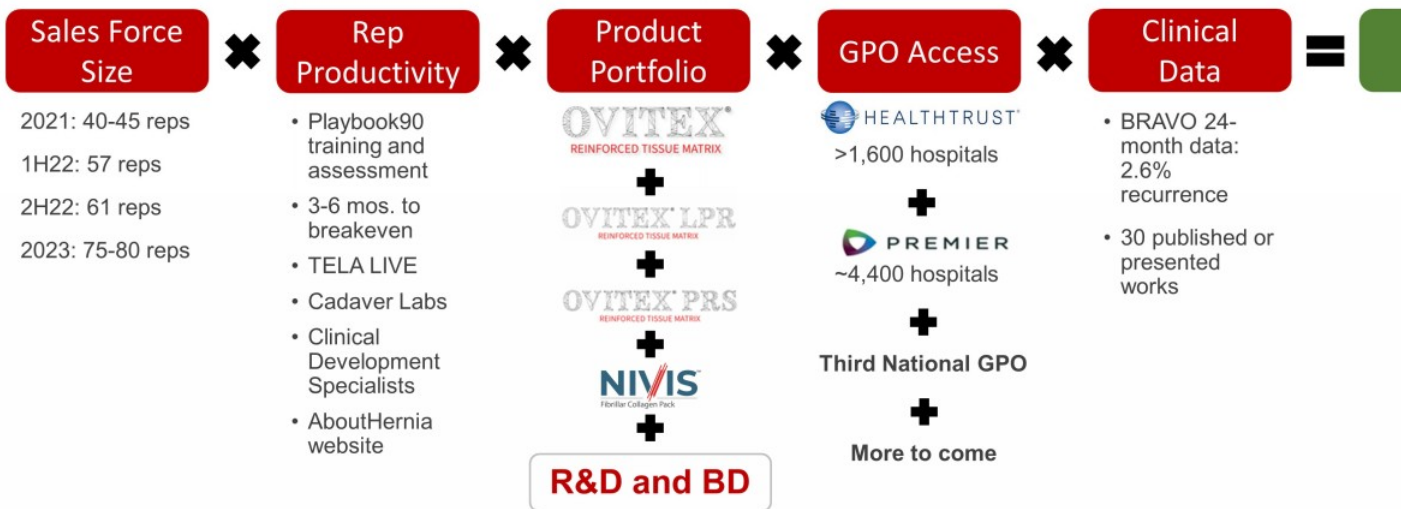 Sales Force
Size
Rep
Productivity
Product
Portfolio
GPO Access
Clinical
Data
2021: 40-45 reps
1H22: 57 reps
2H22: 61 reps
2023: 75-80 reps
• Playbook90
training and
assessment
• 3-6 mos. to
breakeven
• TELA LIVE
• Cadaver Labs
• Clinical
Development
Specialists
• AboutHernia
website
OVITEX®
REINFORCED TISSUE MATRIX
OVITEX® LPR
REINFORCED TISSUE MATRIX
OVITEX® PRS
REINFORCED TISSUE MATRIX
NIVIS™
Fibrillar Collagen Pack
R&D and BD
HEALTHTRUST®
>1,600 hospitals
PREMIER
~4,400 hospitals
Third National GPO
More to come
• BRAVO 24-
month data:
2.6%
recurrence
• 30 published or
presented
works